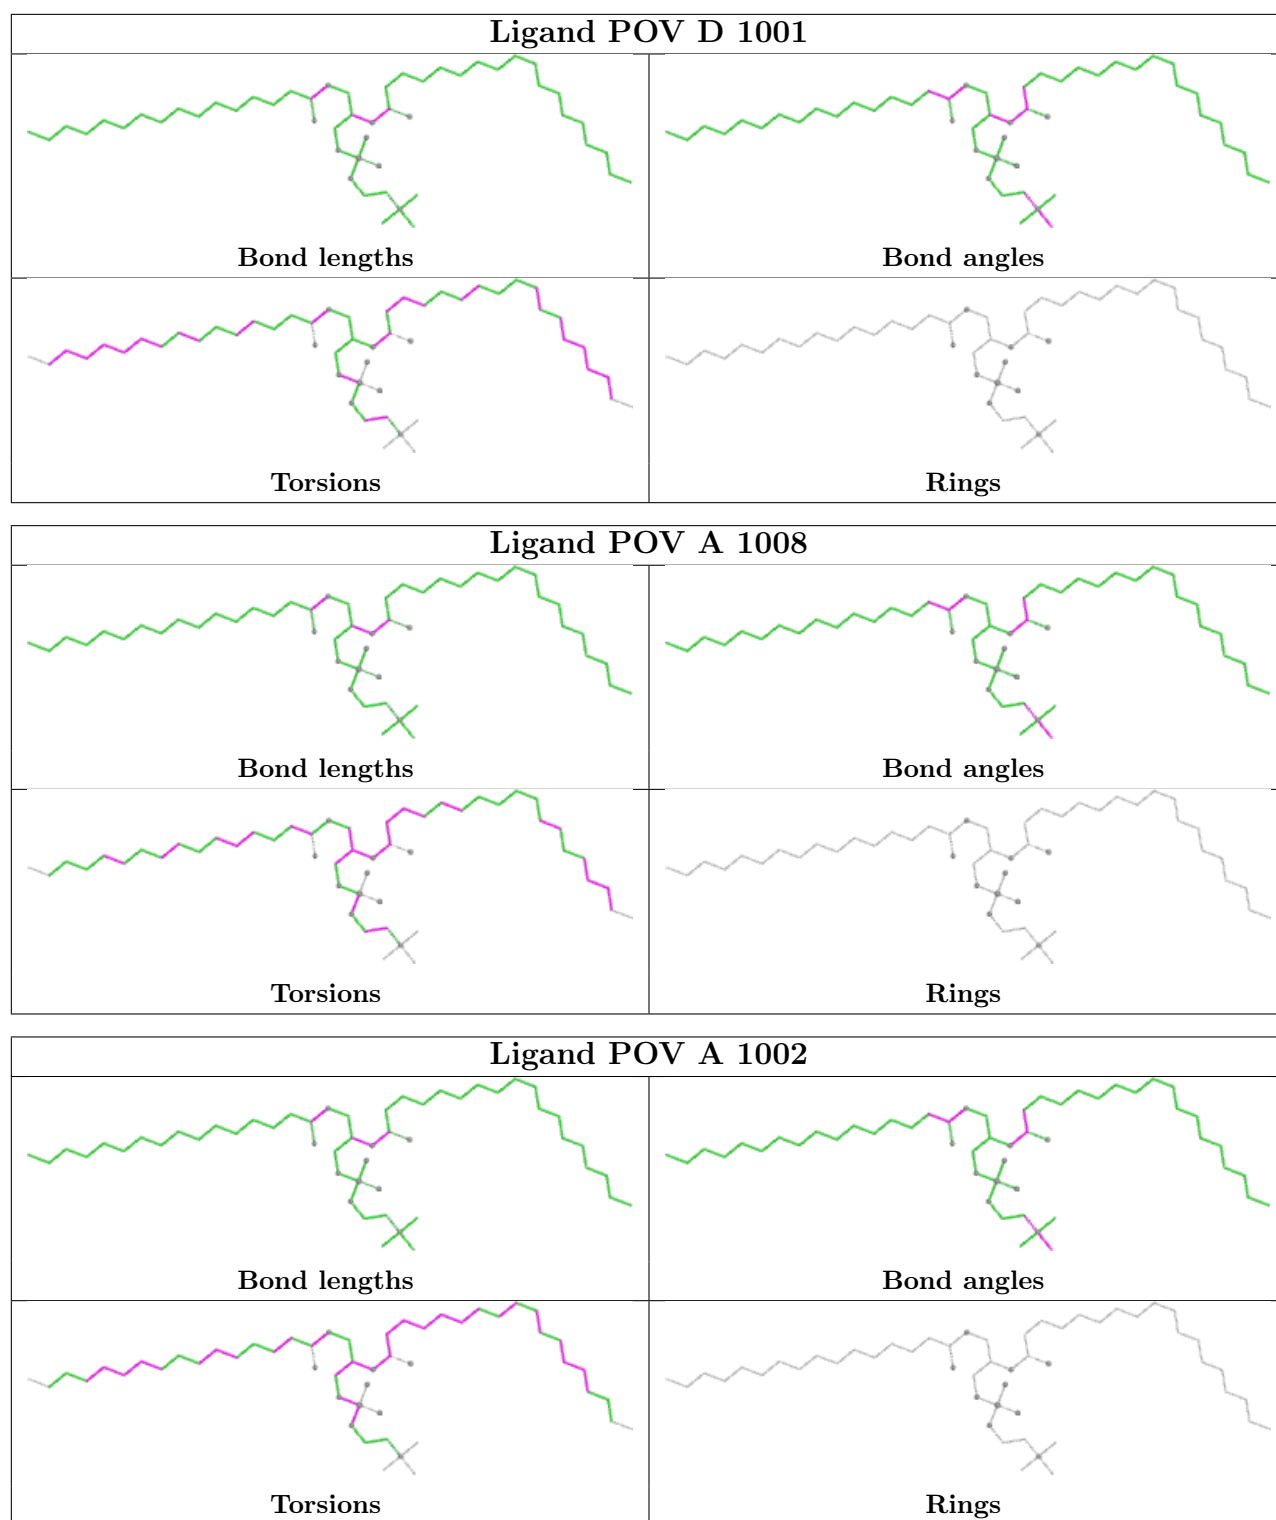 Ligand POV D 1001
Bond lengths
Bond angles
Torsions
Rings
Ligand POV A 1008
Bond lengths
Bond angles
Torsions
Rings
Ligand POV A 1002
Bond lengths
Bond angles
Torsions
Rings